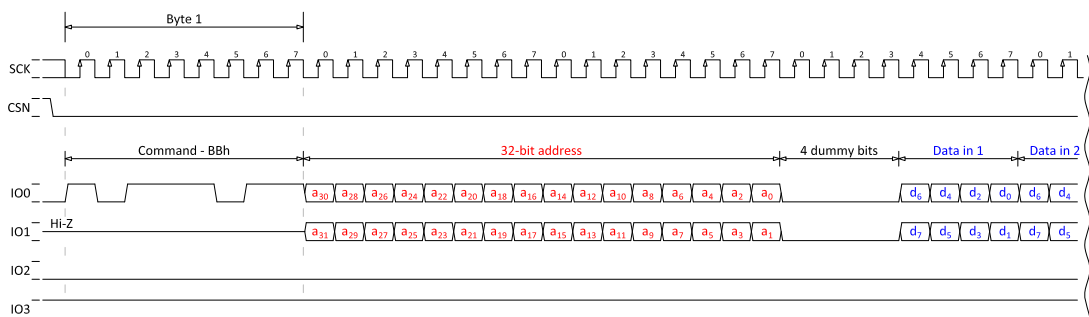 Byte 1
0 1 2 3 4 5 6 7 0 1 2 3 4 5 6 7 0 1 2 3 4 5 6 7 0 1 2 3 4 5 6 7 0 1
SCK
CSN
Command - BBh 32-bit address 4 dummy bits Data in 1 Data in 2
IO0 a30 a28 a26 a24 a22 a20 a18 a16 a14 a12 a10 a8 a6 a4 a2 a0 d6 d4 d2 d0 d6 d4
Hi-Z
IO1 a31 a29 a27 a25 a23 a21 a19 a17 a15 a13 a11 a9 a7 a5 a3 a1 d7 d5 d3 d1 d7 d5
IO2
IO3